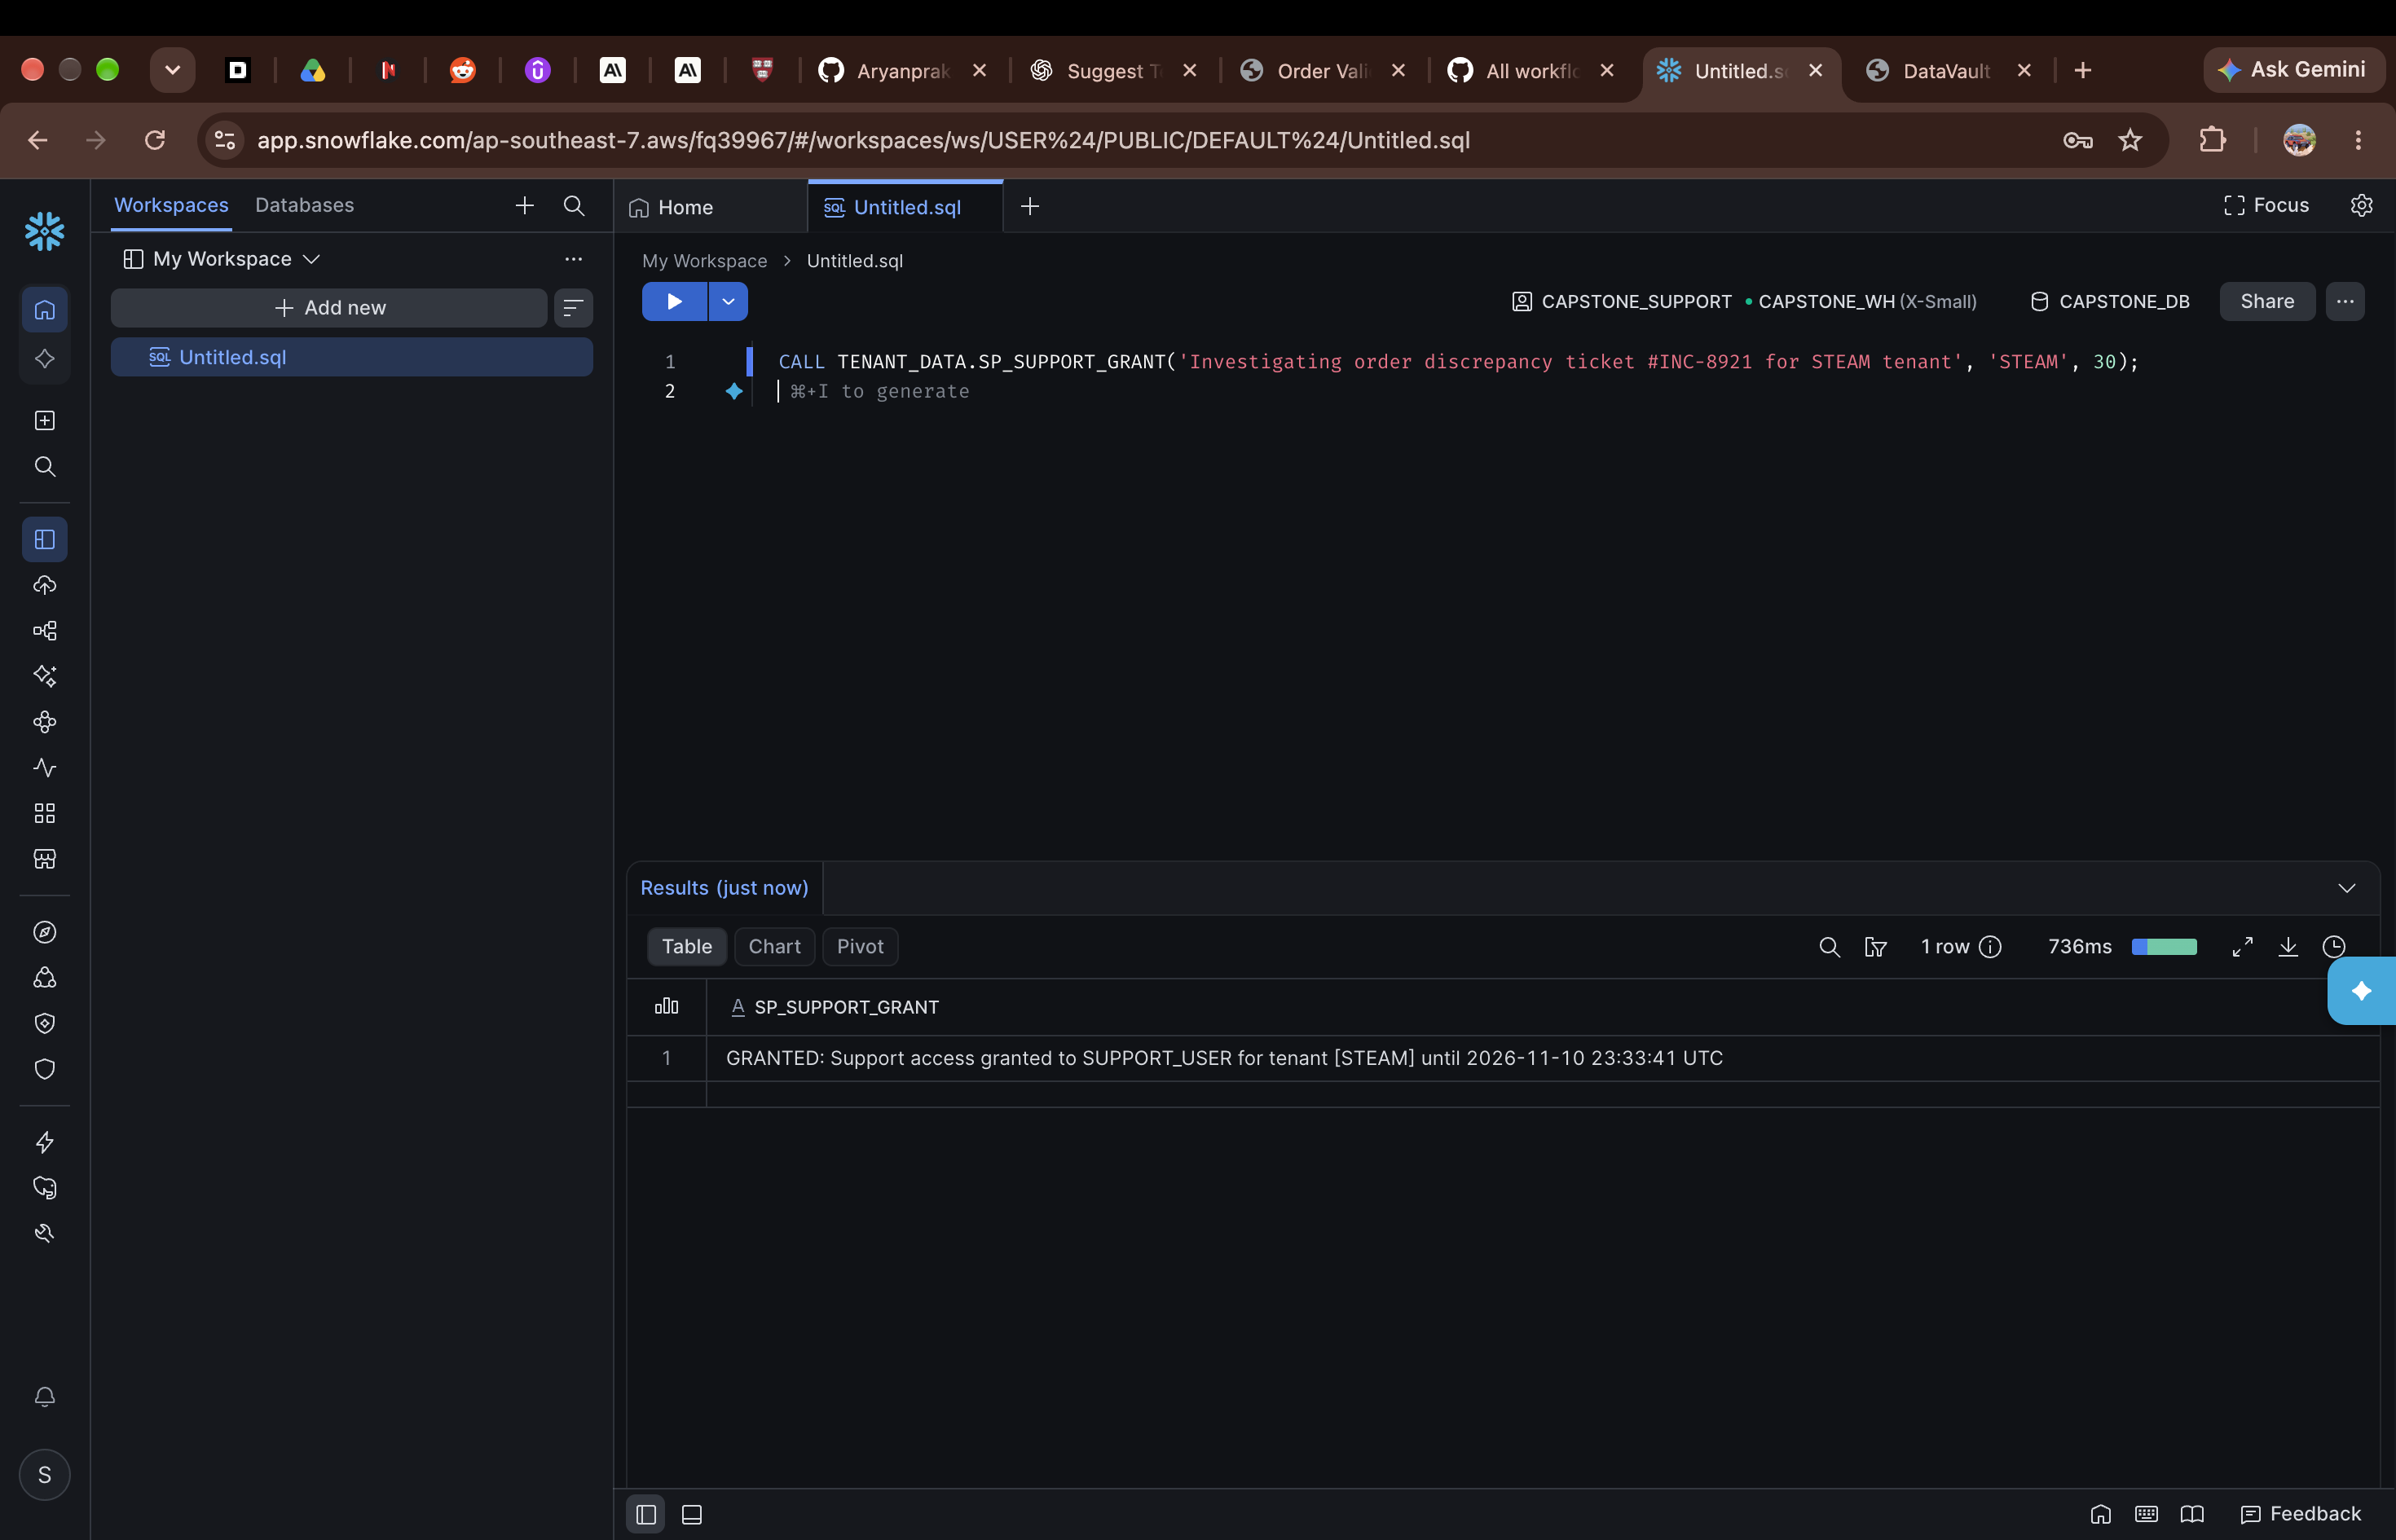 Aryanprak
Suggest T
Order Vali
All workflo
Untitled.s
DataVault
Ask Gemini
app.snowflake.com/ap-southeast-7.aws/fq39967/#/workspaces/ws/USER%24/PUBLIC/DEFAULT%24/Untitled.sql
Workspaces Databases
My Workspace
Add new
SQL Untitled.sql
Home
SQL Untitled.sql
Focus
My Workspace > Untitled.sql
CAPSTONE_SUPPORT CAPSTONE_WH (X-Small) CAPSTONE_DB Share
1 CALL TENANT_DATA.SP_SUPPORT_GRANT('Investigating order discrepancy ticket #INC-8921 for STEAM tenant', 'STEAM', 30);
2 ⌘+I to generate
Results (just now)
Table Chart Pivot 1 row 736ms
A SP_SUPPORT_GRANT
1 GRANTED: Support access granted to SUPPORT_USER for tenant [STEAM] until 2026-11-10 23:33:41 UTC
S
Feedback